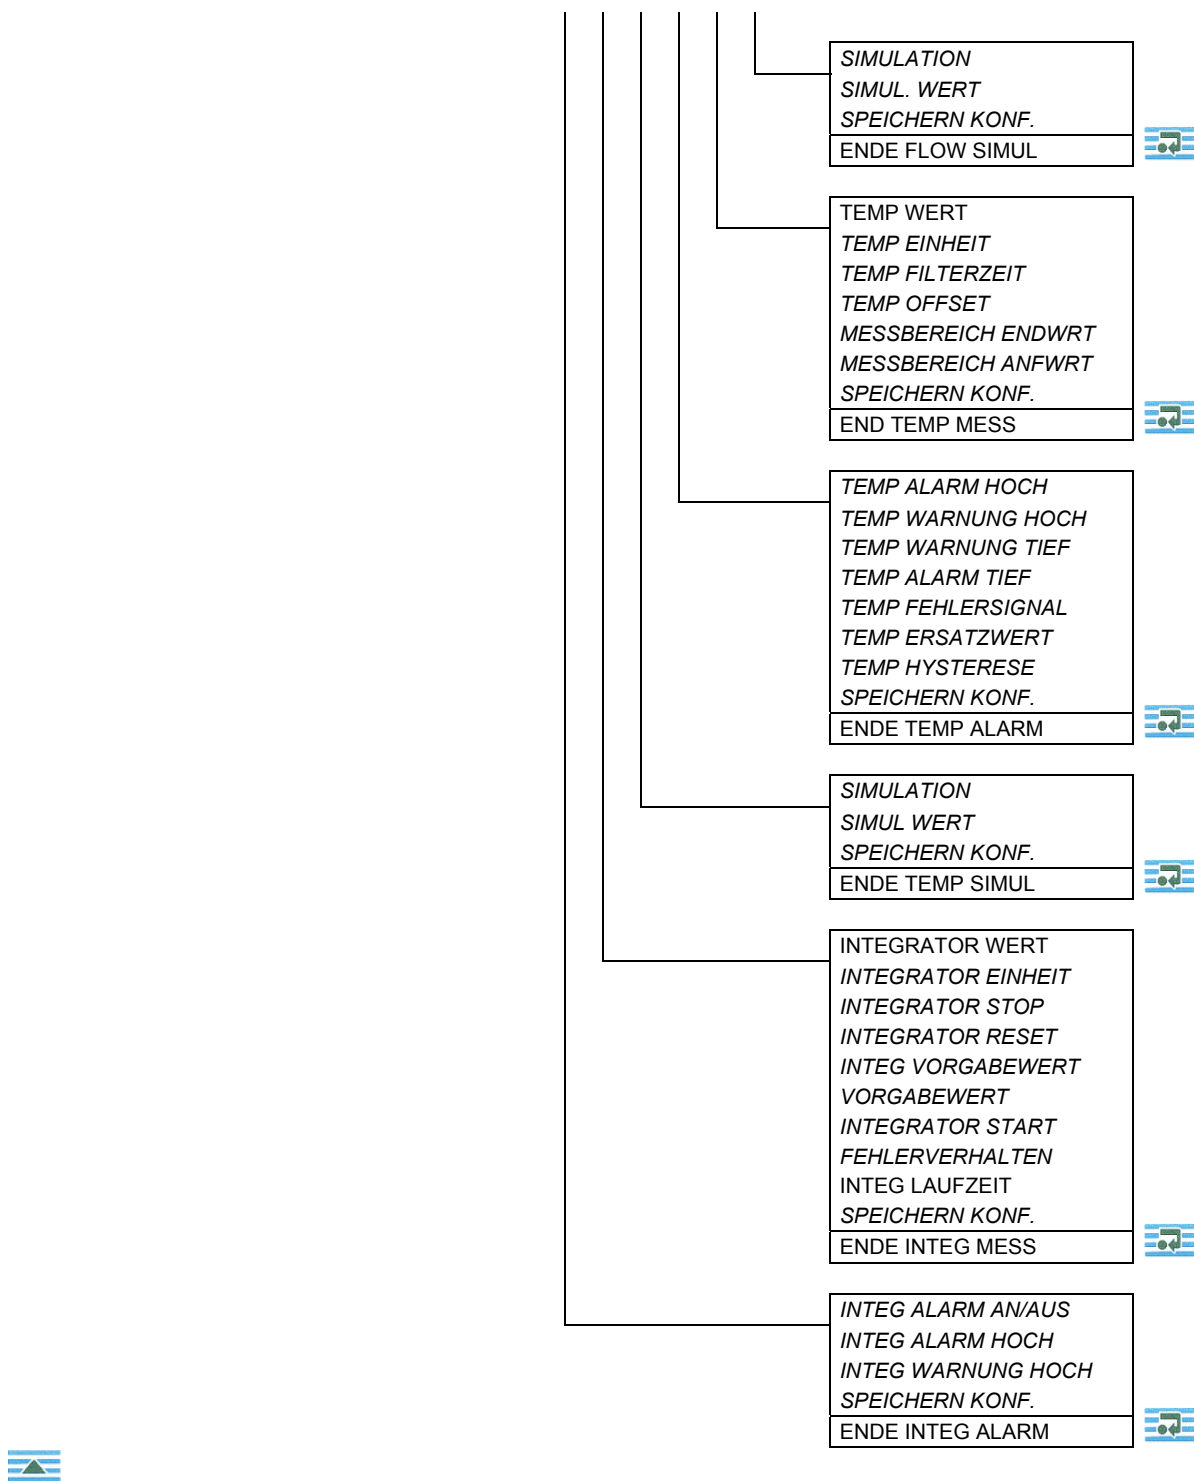 SIMULATION
SIMUL. WERT
SPEICHERN KONF.
ENDE FLOW SIMUL
TEMP WERT
TEMP EINHEIT
TEMP FILTERZEIT
TEMP OFFSET
MESSBEREICH ENDWRT
MESSBEREICH ANFWRT
SPEICHERN KONF.
END TEMP MESS
TEMP ALARM HOCH
TEMP WARNUNG HOCH
TEMP WARNUNG TIEF
TEMP ALARM TIEF
TEMP FEHLERSIGNAL
TEMP ERSATZWERT
TEMP HYSTERESE
SPEICHERN KONF.
ENDE TEMP ALARM
SIMULATION
SIMUL WERT
SPEICHERN KONF.
ENDE TEMP SIMUL
INTEGRATOR WERT
INTEGRATOR EINHEIT
INTEGRATOR STOP
INTEGRATOR RESET
INTEG VORGABEWERT
VORGABEWERT
INTEGRATOR START
FEHLERVERHALTEN
INTEG LAUFZEIT
SPEICHERN KONF.
ENDE INTEG MESS
INTEG ALARM AN/AUS
INTEG ALARM HOCH
INTEG WARNUNG HOCH
SPEICHERN KONF.
ENDE INTEG ALARM